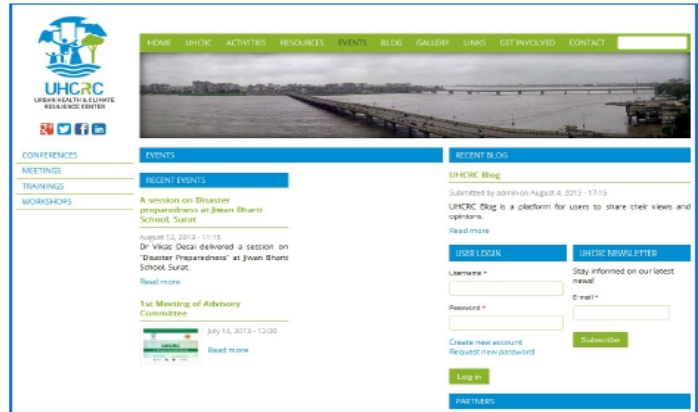 HOME UHCRC ACTIVITIES RESOURCES EVENTS BLOG GALLERY LINKS GET INVOLVED CONTACT
UHCRC
URBAN HEALTH & CLIMATE
RESILIENCE CENTER
CONFERENCES
MEETINGS
TRAININGS
WORKSHOPS
EVENTS
RECENT EVENTS
A session on Disaster
preparedness at Jiwan Bharti
School, Surat
August 12, 2013 - 11:15
Dr Vikas Desai delivered a session on
"Disaster Preparedness" at Jiwan Bharti
School, Surat.
Read more
1st Meeting of Advisory
Committee
UHCRC
July 14, 2013 - 12:00
Read more
RECENT BLOG
UHCRC Blog
Submitted by admin on August 4, 2013 - 17:15
UHCRC Blog is a platform for users to share their views and
opinions.
Read more
USER LOGIN
Username *
Password *
Create new account
Request new password
Log in
UHCRC NEWSLETTER
Stay informed on our latest
news!
E-mail *
Subscribe
PARTNERS